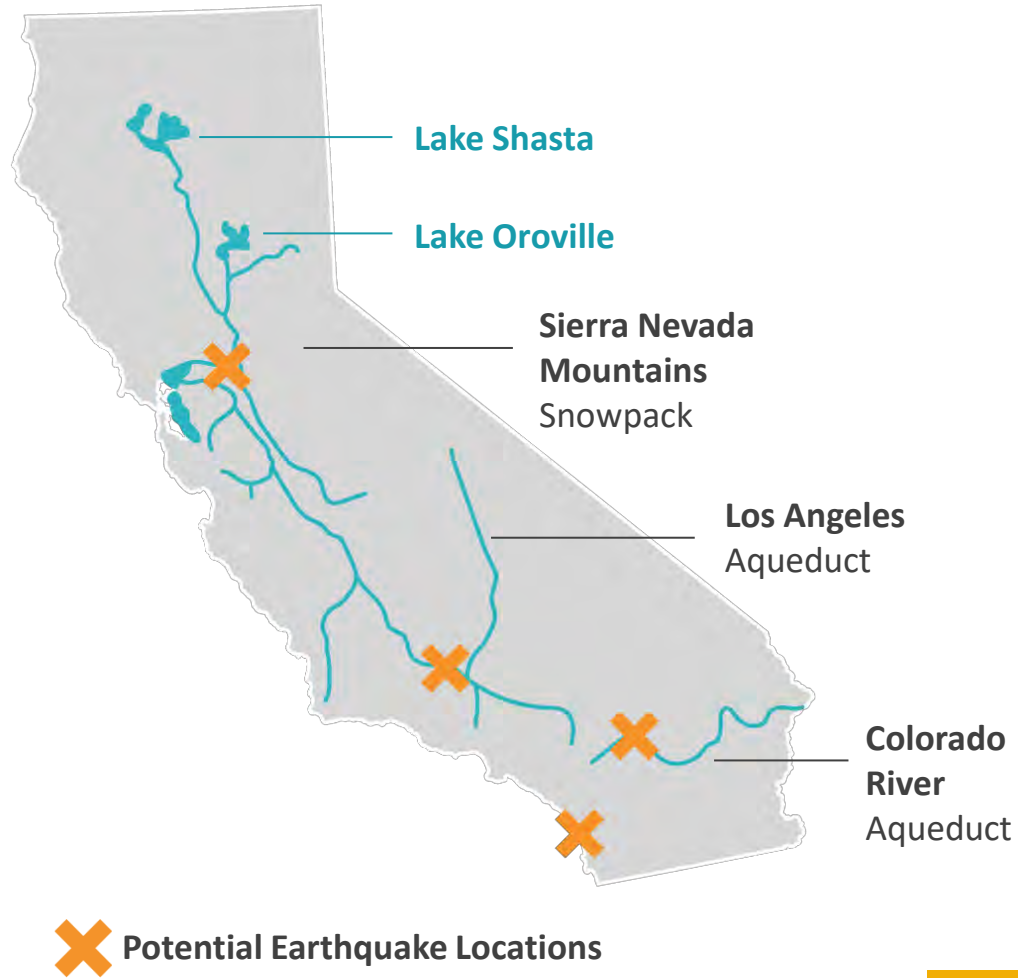 Lake Shasta
Lake Oroville
Sierra Nevada
Mountains
Snowpack
Los Angeles
Aqueduct
Colorado
River
Aqueduct
Potential Earthquake Locations